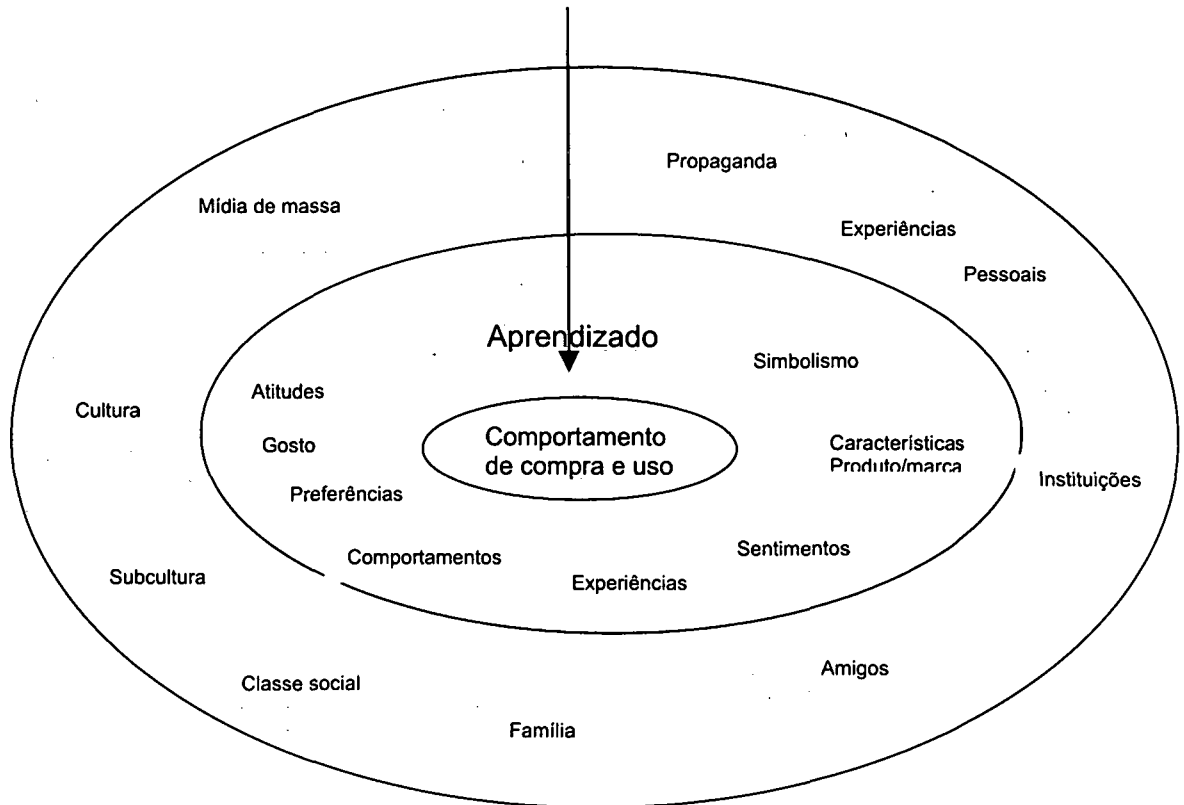 Propaganda
Mídia de massa
Experiências
Pessoais
Aprendizado
Simbolismo
Atitudes
Cultura
Gosto
Comportamento
de compra e uso
Características
Produto/marca
Instituições
Preferências
Comportamentos
Sentimentos
Subcultura
Experiências
Classe social
Amigos
Família